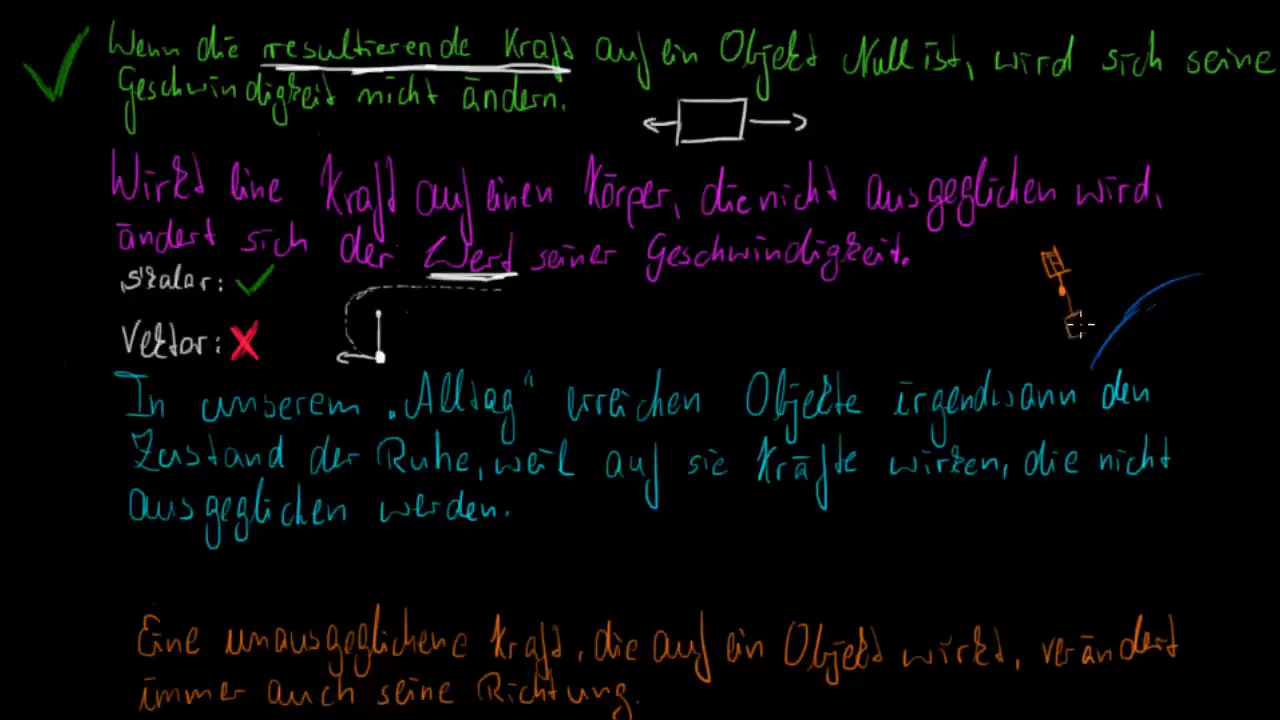 Wenn die resultierende Kraft auf ein Objekt Null ist, wird sich seine
Geschwindigkeit nicht ändern.
Wirkt eine Kraft auf einen Körper, die nicht ausgeglichen wird,
ändert sich der Wert seiner Geschwindigkeit.
Skalar:
Vektor:
In unserem „Alltag“ erreichen Objekte irgendwann den
Zustand der Ruhe, weil auf sie Kräfte wirken, die nicht
ausgeglichen werden.
Eine unausgeglichene Kraft, die auf ein Objekt wirkt, verändert
immer auch seine Richtung.